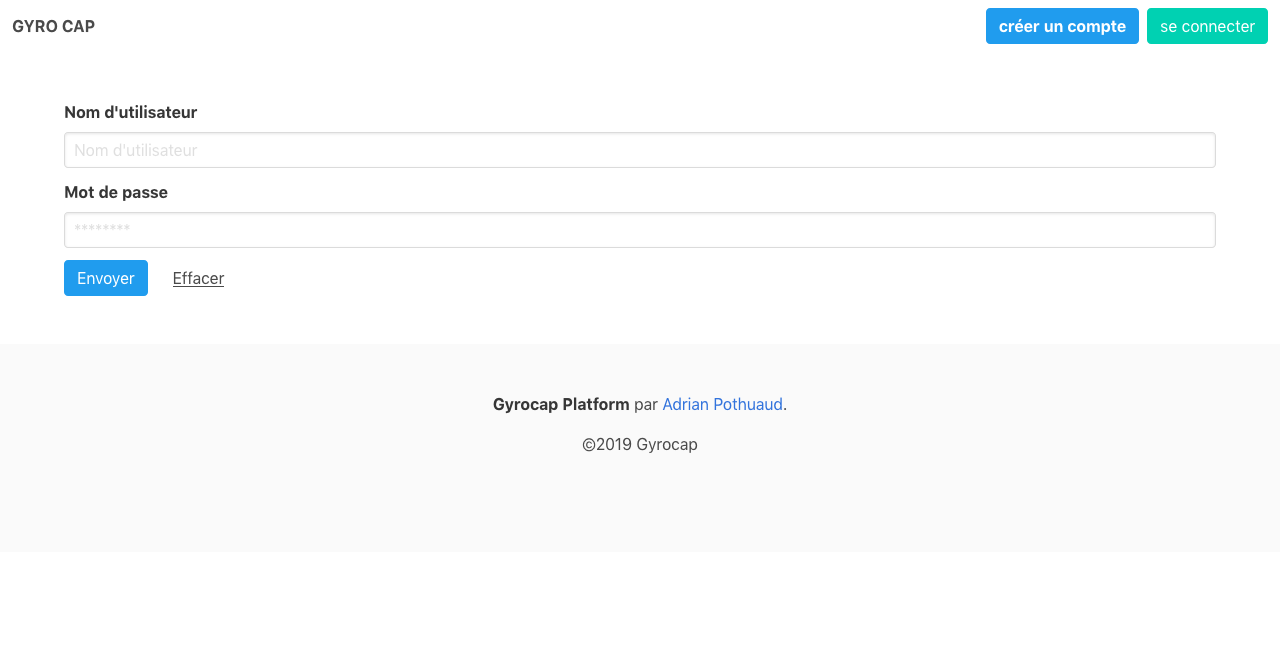 GYRO CAP
créer un compte
se connecter
Nom d'utilisateur
Nom d'utilisateur
Mot de passe
********
Envoyer
Effacer
Gyrocap Platform par Adrian Pothuaud.
©2019 Gyrocap